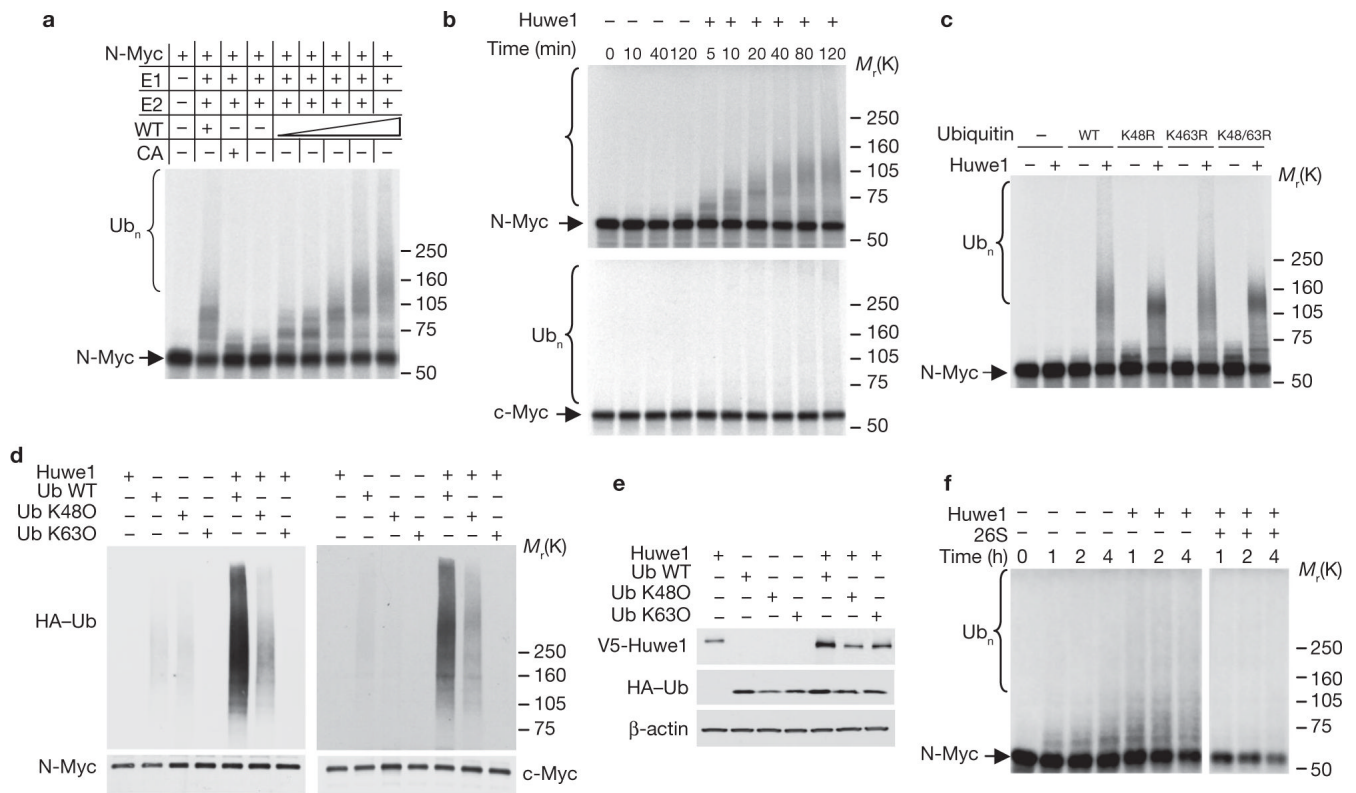 a
N-Myc + + + + + + + + +
E1 – + + + + + + + +
E2 – + + + + + + + +
WT – + – –
CA – – + – – – – – –
Ubn
250
160
105
75
50
N-Myc
b
Huwe1 – – – – + + + + + +
Time (min) 0 10 40 120 5 10 20 40 80 120
Mr(K)
250
160
105
75
50
N-Myc
Ubn
250
160
105
75
50
c-Myc
c
Ubiquitin – WT K48R K463R K48/63R
Huwe1 – + – + – + – + – +
Mr(K)
Ubn
250
160
105
75
50
N-Myc
d
Huwe1 + – – – + + + + – – – + + +
Ub WT – + – – + – – – + – – + – –
Ub K48O – – + – – + – – – + – – + –
Ub K63O – – – + – – + – – – + – – +
Mr(K)
HA–Ub
250
160
105
75
N-Myc
c-Myc
e
Huwe1 + – – – + + +
Ub WT – + – – + – –
Ub K48O – – + – – + –
Ub K63O – – – + – – +
V5-Huwe1
HA–Ub
β-actin
f
Huwe1 – – – – + + + + + +
26S – – – – – – – + + +
Time (h) 0 1 2 4 1 2 4 1 2 4
Mr(K)
Ubn
250
160
105
75
50
N-Myc